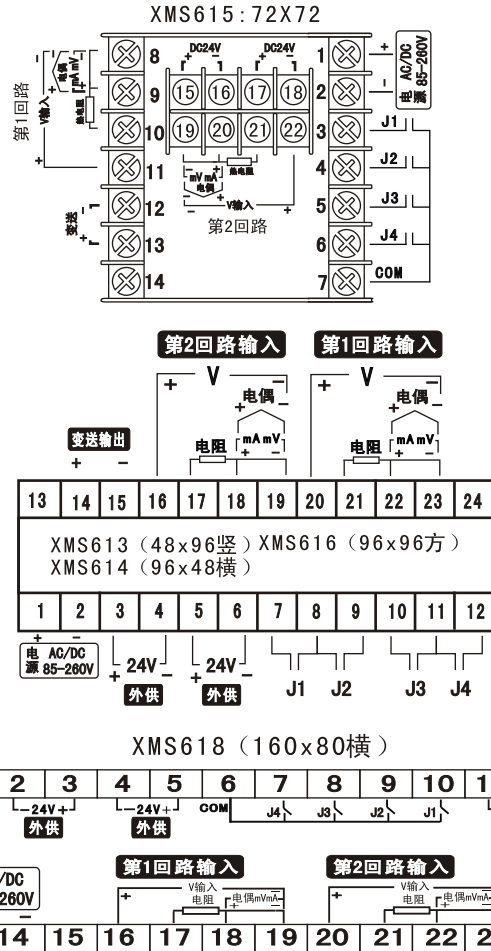 XMS615:72X72
8 DC24V DC24V 1 + AC/DC
+ - + -
- 电偶 mA mV
9 15 16 17 18 2 - 电源 85-260V
第1回路 V输入 热电阻
10 19 20 21 22 3 J1
+ 11 mV mA 热电阻 4 J2
电偶
变送 - 12 - V输入 + 5 J3
+ 13 第2回路 6 J4
14 7 COM
第2回路输入 第1回路输入
+ V - + V -
+ 电偶 - + 电偶 -
变送输出 电阻 mA mV 电阻 mA mV
+ - + - + -
13 14 15 16 17 18 19 20 21 22 23 24
XMS613（48x96竖）XMS616（96x96方）
XMS614（96x48横）
1 2 3 4 5 6 7 8 9 10 11 12
+ -
电源 AC/DC 85-260V + 24V - + 24V -
外供 外供 J1 J2 J3 J4
XMS618（160x80横）
2 3 4 5 6 7 8 9 10 1
-24V+ -24V+ COM J4 J3 J2 J1
外供 外供
/DC 第1回路输入 第2回路输入
260V + V输入 - + V输入
- 电阻 电偶mVmA 电阻 电偶mVmA
14 15 16 17 18 19 20 21 22 2